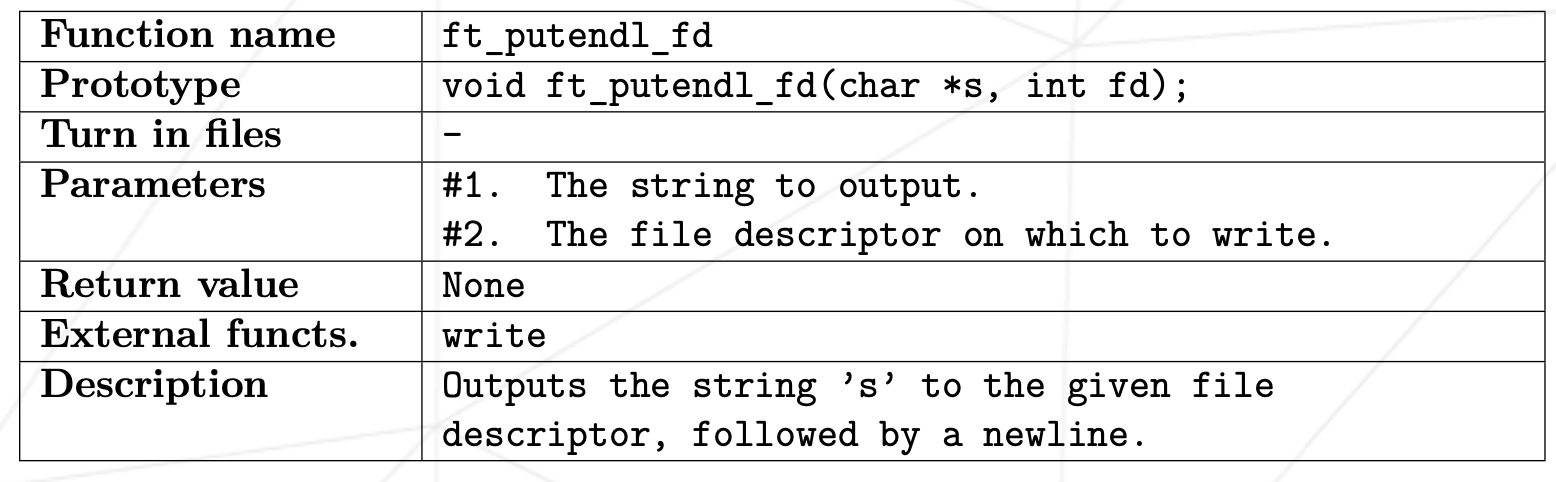 Function name ft_putendl_fd
Prototype void ft_putendl_fd(char *s, int fd);
Turn in files -
Parameters #1. The string to output.
#2. The file descriptor on which to write.
Return value None
External functs. write
Description Outputs the string ’s’ to the given file
descriptor, followed by a newline.